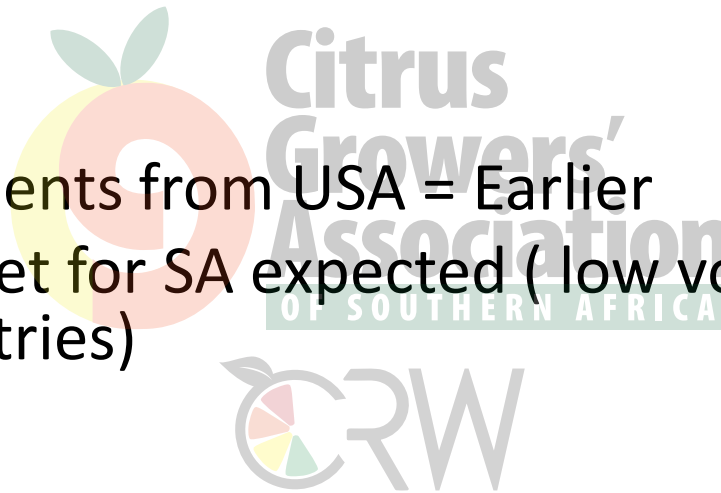 Citrus
Growers'
Association
OF SOUTHERN AFRICA
ents from USA = Earlier
et for SA expected ( low vo
tries)
CRW